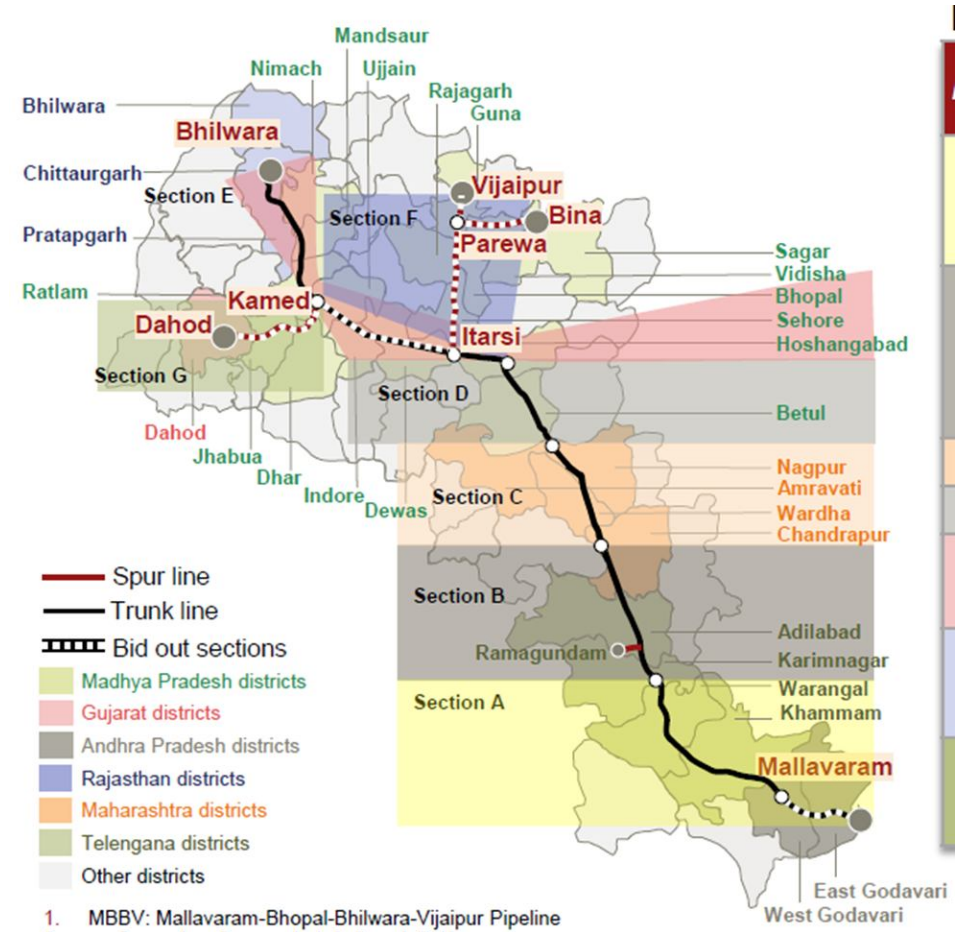 Mandsaur
Nimach
Ujjain
Rajagarh
Guna
Bhilwara
Bhilwara
Chittaurgarh
Section E
Vijaipur
Section F
Bina
Pratapgarh
Parewa
Sagar
Vidisha
Ratlam
Kamed
Bhopal
Dahod
Itarsi
Sehore
Hoshangabad
Section G
Section D
Dahod
Betul
Jhabua
Dhar
Indore
Dewas
Section C
Nagpur
Amravati
Wardha
Chandrapur
Spur line
Trunk line
Bid out sections
Section B
Adilabad
Ramagundam
Karimnagar
Madhya Pradesh districts
Section A
Warangal
Khammam
Gujarat districts
Andhra Pradesh districts
Mallavaram
Rajasthan districts
Maharashtra districts
Telengana districts
Other districts
East Godavari
West Godavari
1. MBBV: Mallavaram-Bhopal-Bhilwara-Vijaipur Pipeline